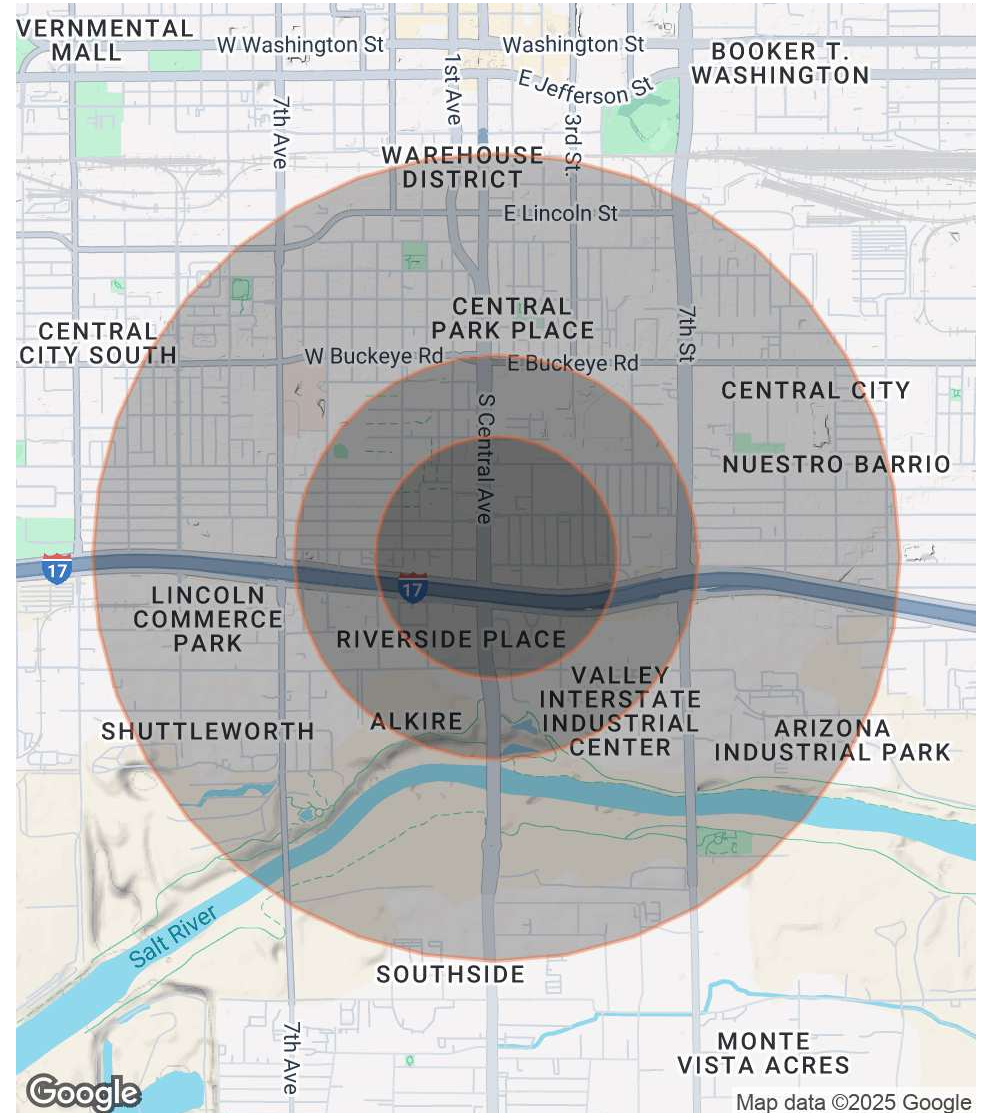 VERNMENTAL
MALL
W Washington St
Washington St
BOOKER T.
WASHINGTON
1st Ave
E Jefferson St
7th Ave
3rd St.
WAREHOUSE
DISTRICT
E Lincoln St
CENTRAL
PARK PLACE
7th St
CENTRAL
CITY SOUTH
W Buckeye Rd
E Buckeye Rd
CENTRAL CITY
S Central Ave
NUESTRO BARRIO
17
17
LINCOLN
COMMERCE
PARK
RIVERSIDE PLACE
VALLEY
INTERSTATE
INDUSTRIAL
CENTER
ALKIRE
SHUTTLEWORTH
ARIZONA
INDUSTRIAL PARK
Salt River
SOUTHSIDE
7th Ave
MONTE
VISTA ACRES
Google
Map data ©2025 Google